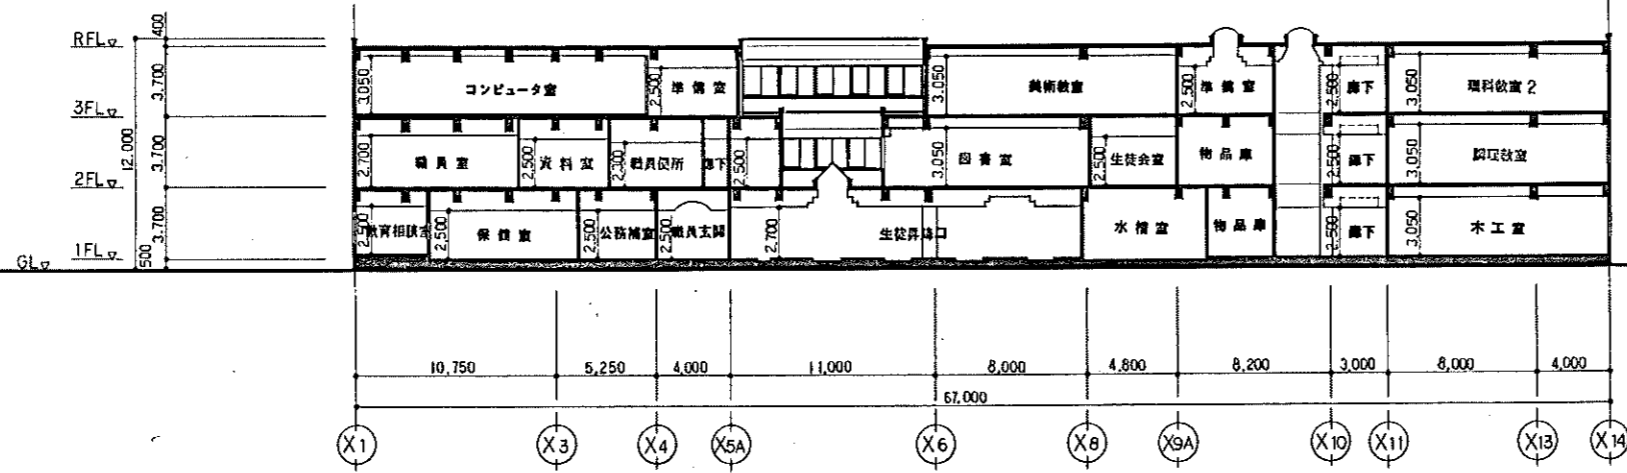 RFL
400
3,700
3,050
コンピュータ室
2,500
準備室
3,050
美術教室
2,500
準備室
2,500
廊下
3,050
理科教室2
3FL
12,000
3,700
2,700
職員室
2,500
資料室
2,300
職員便所
廊下
2,500
3,050
図書室
2,500
生徒会室
物品庫
2,500
廊下
3,050
調理教室
2FL
3,700
2,500
教育相談室
2,500
保健室
2,500
公務補室
2,500
職員玄関
2,700
生徒昇降口
水槽室
物品庫
2,500
廊下
3,050
木工室
1FL
500
GL
10,750
5,250
4,000
11,000
8,000
4,800
8,200
3,000
8,000
4,000
67,000
X1
X3
X4
X5A
X6
X8
X9A
X10
X11
X13
X14